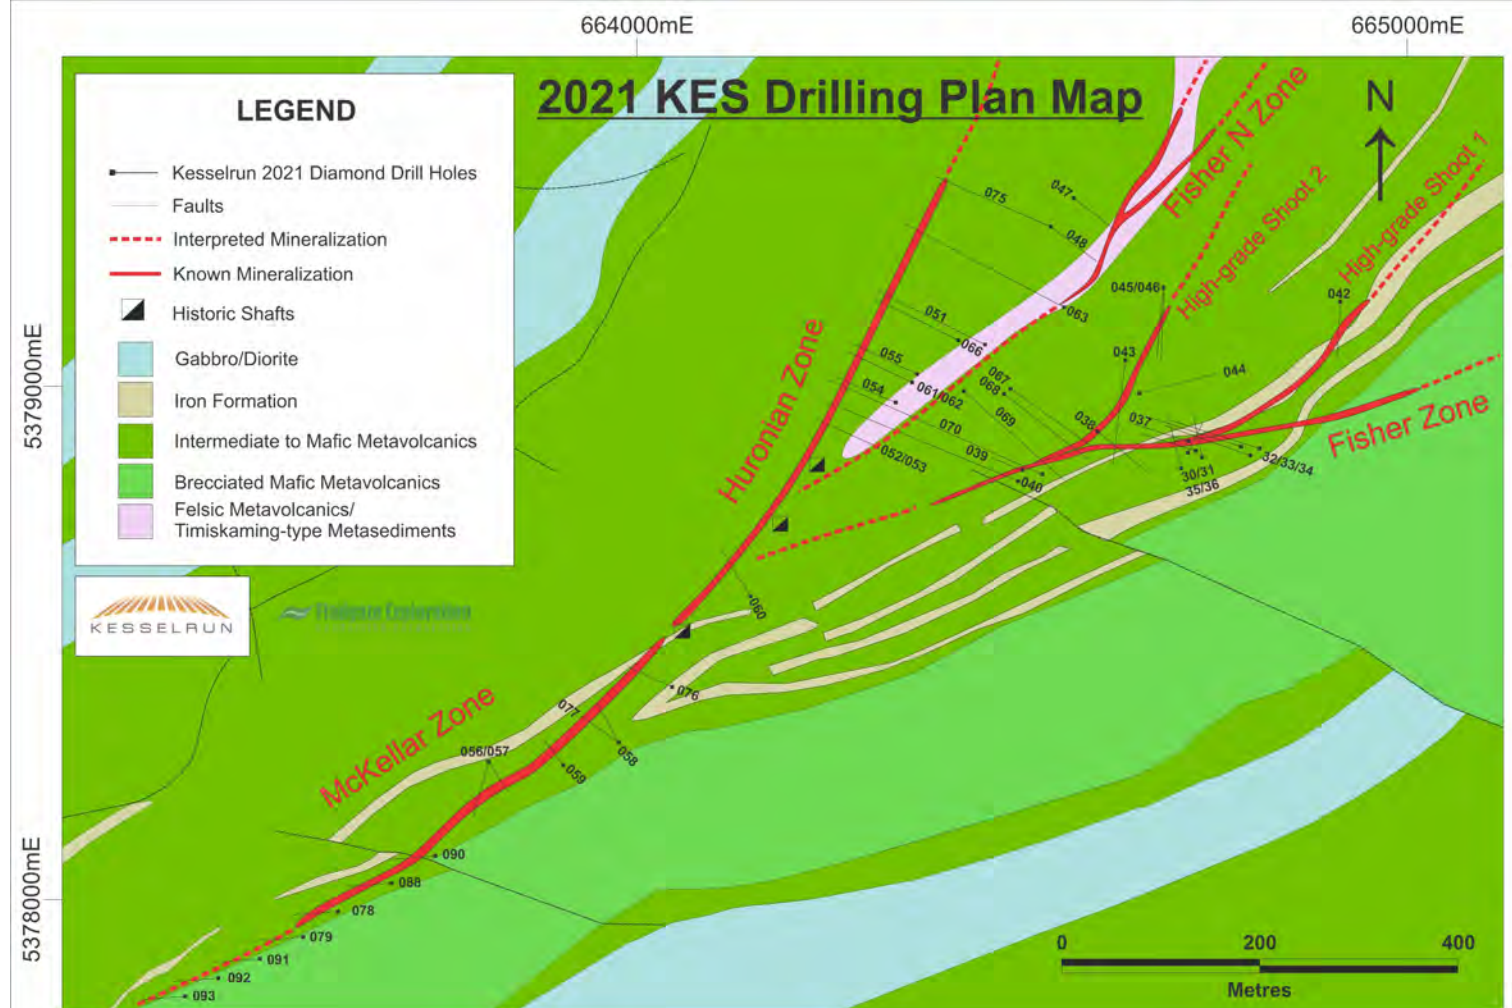 664000mE
665000mE
2021 KES Drilling Plan Map
N
LEGEND
Kesselrun 2021 Diamond Drill Holes
Faults
Interpreted Mineralization
Known Mineralization
Historic Shafts
Gabbro/Diorite
Iron Formation
Intermediate to Mafic Metavolcanics
Brecciated Mafic Metavolcanics
Felsic Metavolcanics/
Timiskaming-type Metasediments
KESSELRUN
5379000mE
5378000mE
Huronian Zone
McKellar Zone
Fisher N Zone
High-grade Shoot 2
High-grade Shoot 1
Fisher Zone
075
047
048
045/046
042
063
051
066
043
055
061/062
067
068
044
054
069
038
037
070
039
052/053
040
30/31
35/36
32/33/34
060
076
077
058
059
056/057
090
088
078
079
091
092
093
0
200
400
Metres